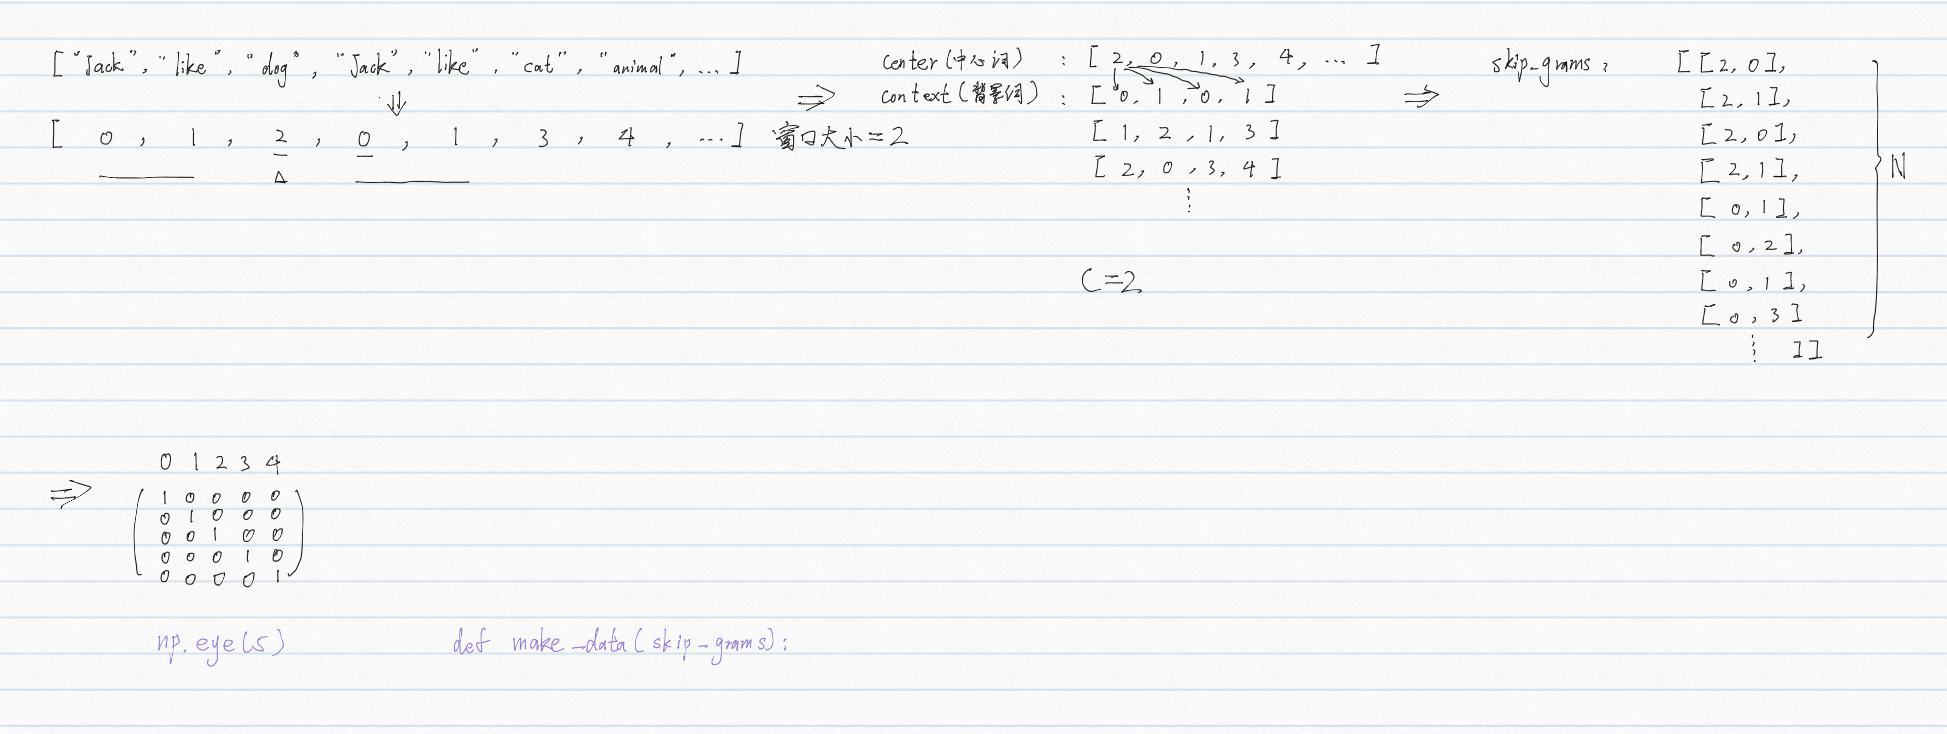 ["Jack", "like", "dog", "Jack", "like", "cat", "animal", ...]
⇓
[ 0, 1, 2, 0, 1, 3, 4, ...] 窗口大小=2
Δ
⇒
center(中心词) : [ 2, 0, 1, 3, 4, ... ]
context(背景词) : [ 0, 1, 0, 1 ]
[ 1, 2, 1, 3 ]
[ 2, 0, 3, 4 ]
⋮
C=2
⇒
skip_grams: [ [ 2, 0],
[ 2, 1],
[ 2, 0],
[ 2, 1],
[ 0, 1],
[ 0, 2],
[ 0, 1],
[ 0, 3]
⋮ ]]
N
⇒
0 1 2 3 4
1 0 0 0 0
0 1 0 0 0
0 0 1 0 0
0 0 0 1 0
0 0 0 0 1
np.eye(5)
def make_data(skip_grams):